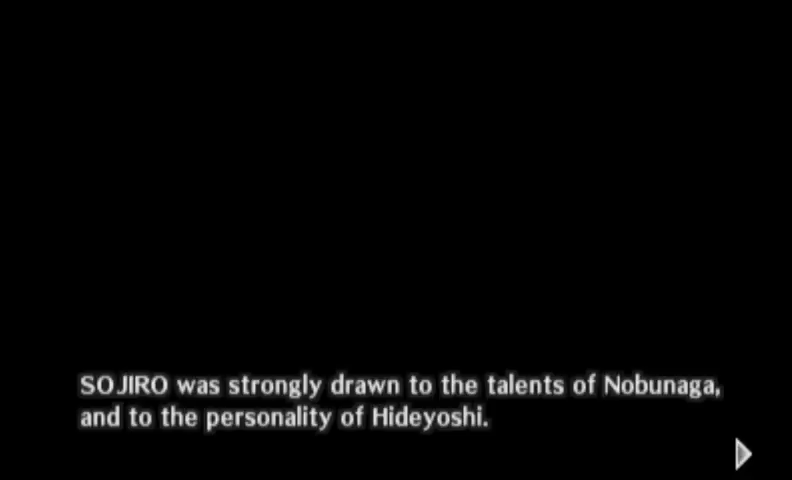 SOJIRO was strongly drawn to the talents of Nobunaga,
and to the personality of Hideyoshi.